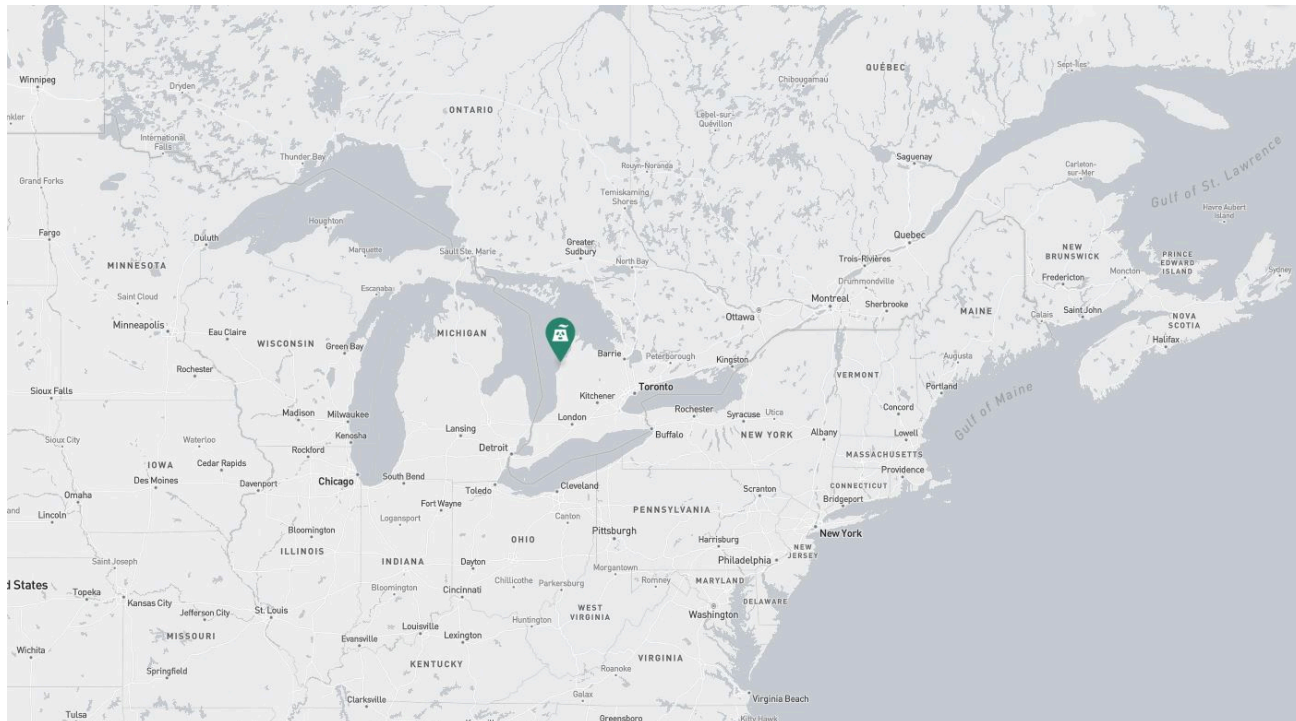 Sept-Îles
Chibougamau
QUÉBEC
Winnipeg
Dryden
ONTARIO
Lebel-sur-
Quévillon
nkler
International
Falls
Thunder Bay
Rouyn-Noranda
Saguenay
Carleton-
sur-Mer
Gulf of St. Lawrence
Grand Forks
Temiskaming
Shores
Havre Aubert
Island
Houghton
Fargo
Duluth
Marquette
Sault Ste. Marie
Greater
Sudbury
North Bay
Quebec
NEW
BRUNSWICK
PRINCE
EDWARD
ISLAND
MINNESOTA
Trois-Rivières
Drummondville
Fredericton
Moncton
Sydney
Saint Cloud
Escanaba
Ottawa
Montreal
Sherbrooke
MAINE
Calais
Saint John
NOVA
SCOTIA
Minneapolis
Eau Claire
WISCONSIN
Green Bay
MICHIGAN
Barrie
Peterborough
Kingston
Augusta
Halifax
Rochester
VERMONT
Sioux Falls
Kitchener
Toronto
Portland
Gulf of Maine
Madison
Milwaukee
London
Rochester
Syracuse
Utica
Concord
Sioux City
Waterloo
Kenosha
Lansing
Detroit
Buffalo
NEW YORK
Albany
Lowell
IOWA
Cedar Rapids
Rockford
MASSACHUSETTS
Des Moines
Davenport
Chicago
South Bend
Toledo
Cleveland
Scranton
CONNECTICUT
Providence
Omaha
Fort Wayne
Bridgeport
and
Lincoln
Bloomington
Logansport
Canton
PENNSYLVANIA
Pittsburgh
Harrisburg
New York
ILLINOIS
INDIANA
OHIO
Philadelphia
NEW
JERSEY
Saint Joseph
Dayton
Morgantown
d States
Topeka
Kansas City
Bloomington
Cincinnati
Chillicothe
Parkersburg
Romney
MARYLAND
DELAWARE
Jefferson City
St. Louis
WEST
VIRGINIA
Washington
MISSOURI
Evansville
Louisville
Lexington
Huntington
Wichita
KENTUCKY
VIRGINIA
Springfield
Roanoke
Clarksville
Galax
Virginia Beach
Tulsa
Greensboro
Kitty Hawk